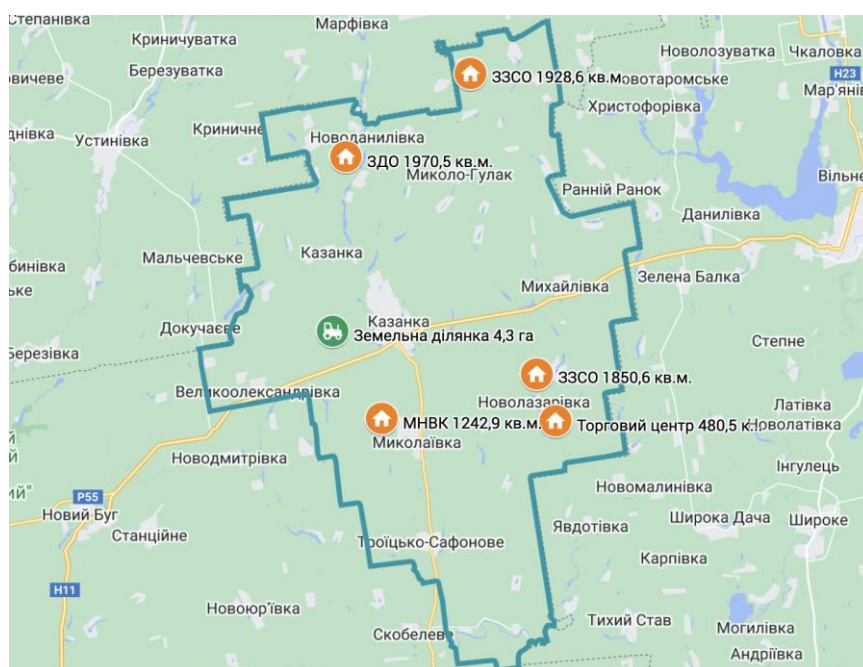 Степанівка
Марфівка
Криничуватка
Новолозуватка
Чкаловка
Березуватка
ЗЗСО 1928,6 кв.м.
овотаромське
H23
Мар'янів
Христофорівка
Устинівка
Криничне
Новоданилівка
ЗДО 1970,5 кв.м.
Миколо-Гулак
Ранній Ранок
Вільне
Данилівка
Казанка
Мальчевське
Михайлівка
Зелена Балка
Докучаєве
Казанка
Земельна ділянка 4,3 га
Степне
Березівка
ЗЗСО 1850,6 кв.м.
Великоолександрівка
Новолазарівка
Латівка
МНВК 1242,9 кв.м.
Торговий центр 480,5 к
Новолатівка
Миколаївка
Новодмитрівка
Інгулець
P55
Новомалинівка
Новий Буг
Станційне
Явдотівка
Широка Дача
Широке
Троїцько-Сафонове
Карпівка
H11
Новоюр'ївка
Тихий Став
Скобелеве
Могилівка
Андріївка